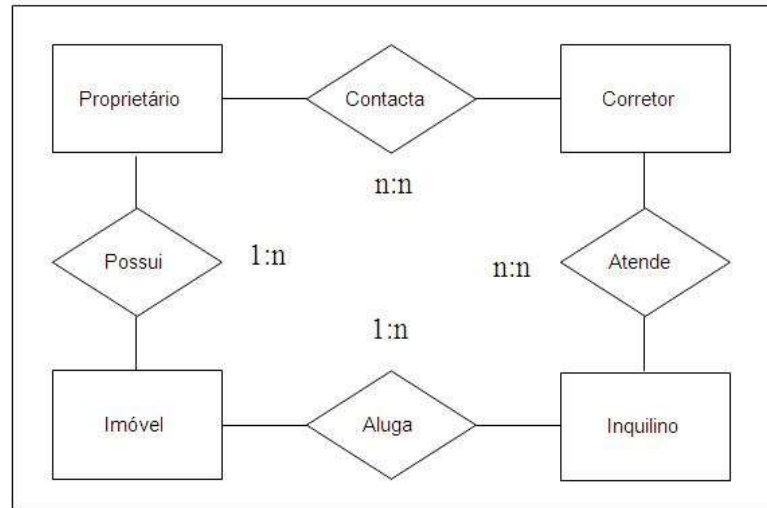 Proprietário
Contacta
Corretor
n:n
Possui
1:n
n:n
Atende
1:n
Imóvel
Aluga
Inquilino